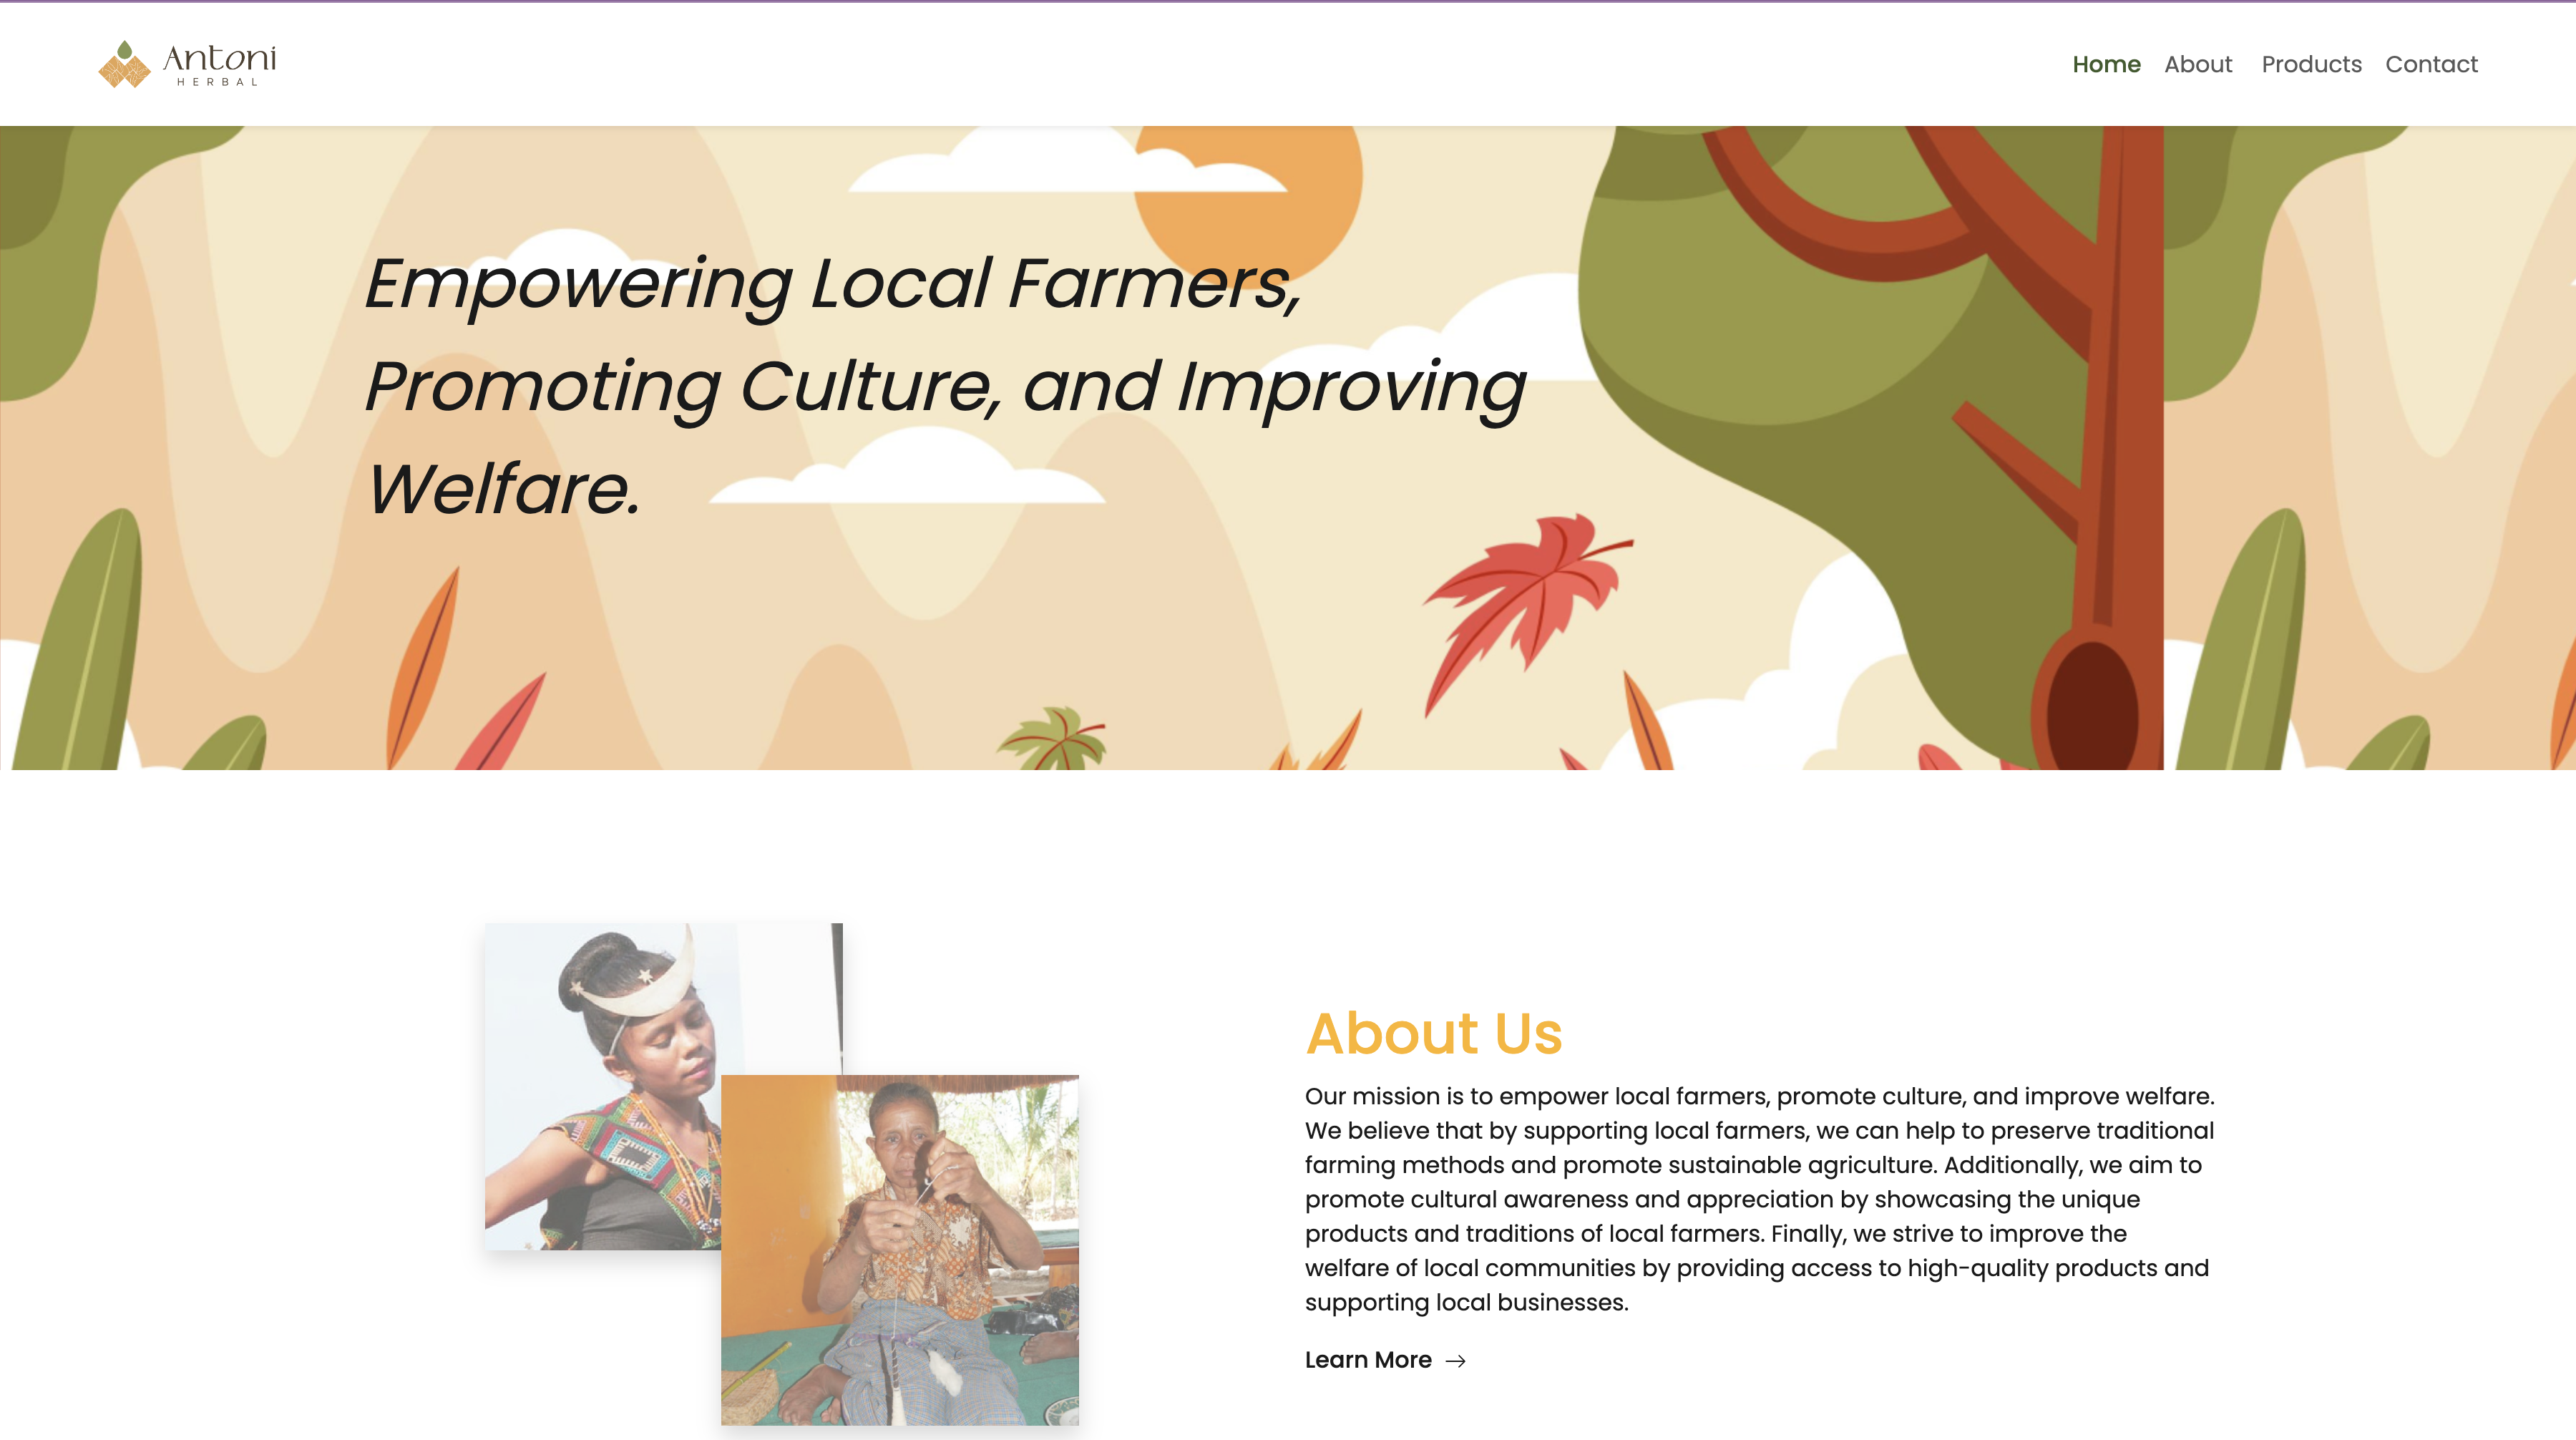 Antoni
HERBAL
Home About Products Contact
Empowering Local Farmers,
Promoting Culture, and Improving
Welfare.
About Us
Our mission is to empower local farmers, promote culture, and improve welfare.
We believe that by supporting local farmers, we can help to preserve traditional
farming methods and promote sustainable agriculture. Additionally, we aim to
promote cultural awareness and appreciation by showcasing the unique
products and traditions of local farmers. Finally, we strive to improve the
welfare of local communities by providing access to high-quality products and
supporting local businesses.
Learn More →